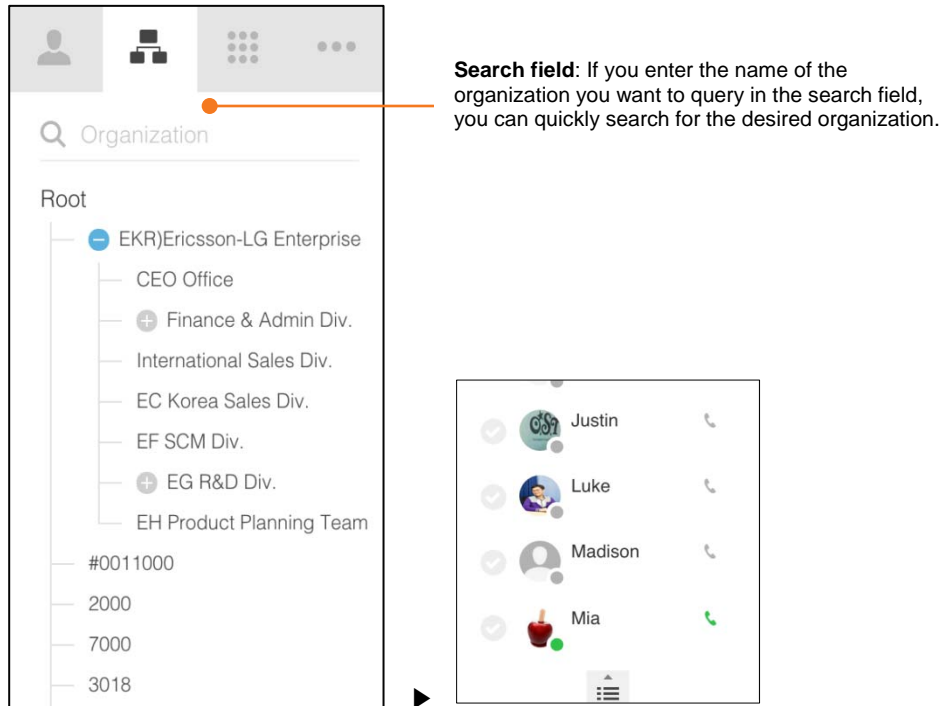 Search field: If you enter the name of the
organization you want to query in the search field,
you can quickly search for the desired organization.
Organization
Root
EKR)Ericsson-LG Enterprise
CEO Office
Finance & Admin Div.
International Sales Div.
EC Korea Sales Div.
EF SCM Div.
EG R&D Div.
EH Product Planning Team
#0011000
2000
7000
3018
Justin
Luke
Madison
Mia